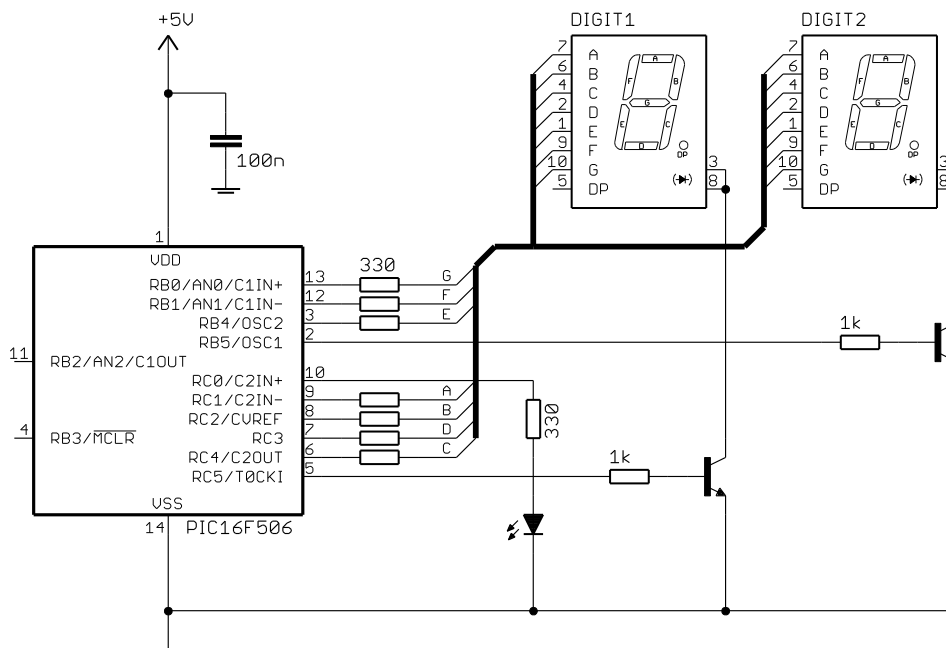 +5V
DIGIT1
DIGIT2
100n
7 A
6 B
4 C
2 D
1 E
9 F
10 G
5 DP
A
F B
G
E C
D
DP
3
8
7 A
6 B
4 C
2 D
1 E
9 F
10 G
5 DP
A
F B
G
E C
D
DP
3
8
1
VDD
330
RB0/AN0/C1IN+ 13 G
RB1/AN1/C1IN- 12 F
RB4/OSC2 3 E
RB5/OSC1 2
1k
11 RB2/AN2/C1OUT
RC0/C2IN+ 10
RC1/C2IN- 9 A
RC2/CVREF 8 B
4 RB3/MCLR
RC3 7 D
RC4/C2OUT 6 C
RC5/T0CKI 5
330
1k
VSS
14
PIC16F506